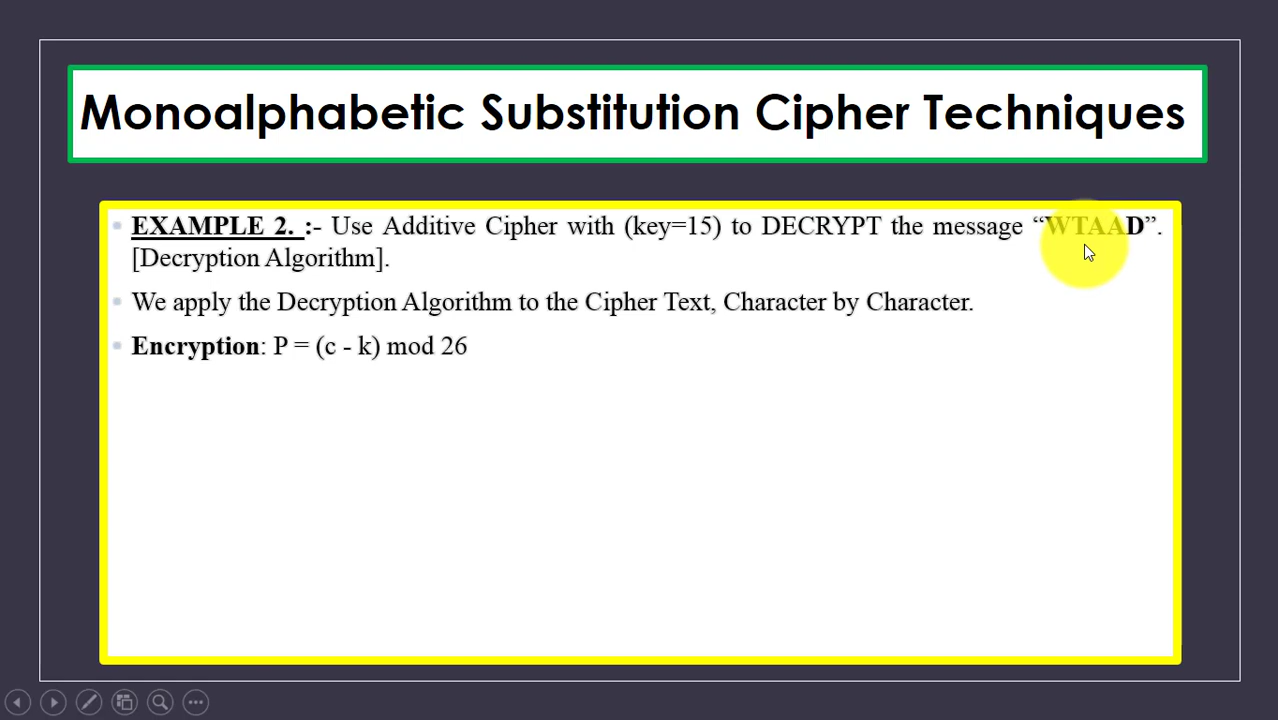 Monoalphabetic Substitution Cipher Techniques
EXAMPLE 2. :- Use Additive Cipher with (key=15) to DECRYPT the message “WTAAD”.
[Decryption Algorithm].
We apply the Decryption Algorithm to the Cipher Text, Character by Character.
Encryption: P = (c - k) mod 26